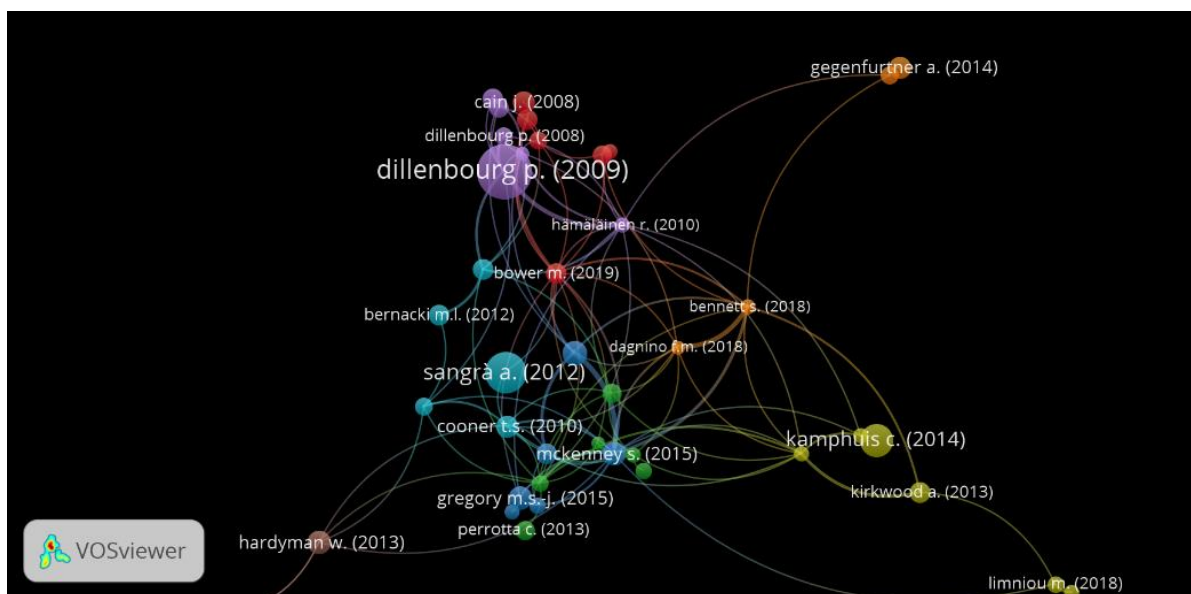 gegenfurtner a. (2014)
cain j. (2008)
dillenbourg p. (2008)
dillenbourg p. (2009)
hämäläinen r. (2010)
bower m. (2019)
bennett s. (2018)
bernacki m.l. (2012)
dagnino f.m. (2018)
sangrà a. (2012)
cooner t.s. (2010)
kamphuis c. (2014)
mckenney s. (2015)
kirkwood a. (2013)
gregory m.s.-j. (2015)
perrotta c. (2013)
hardyman w. (2013)
VOSviewer
limniou m. (2018)